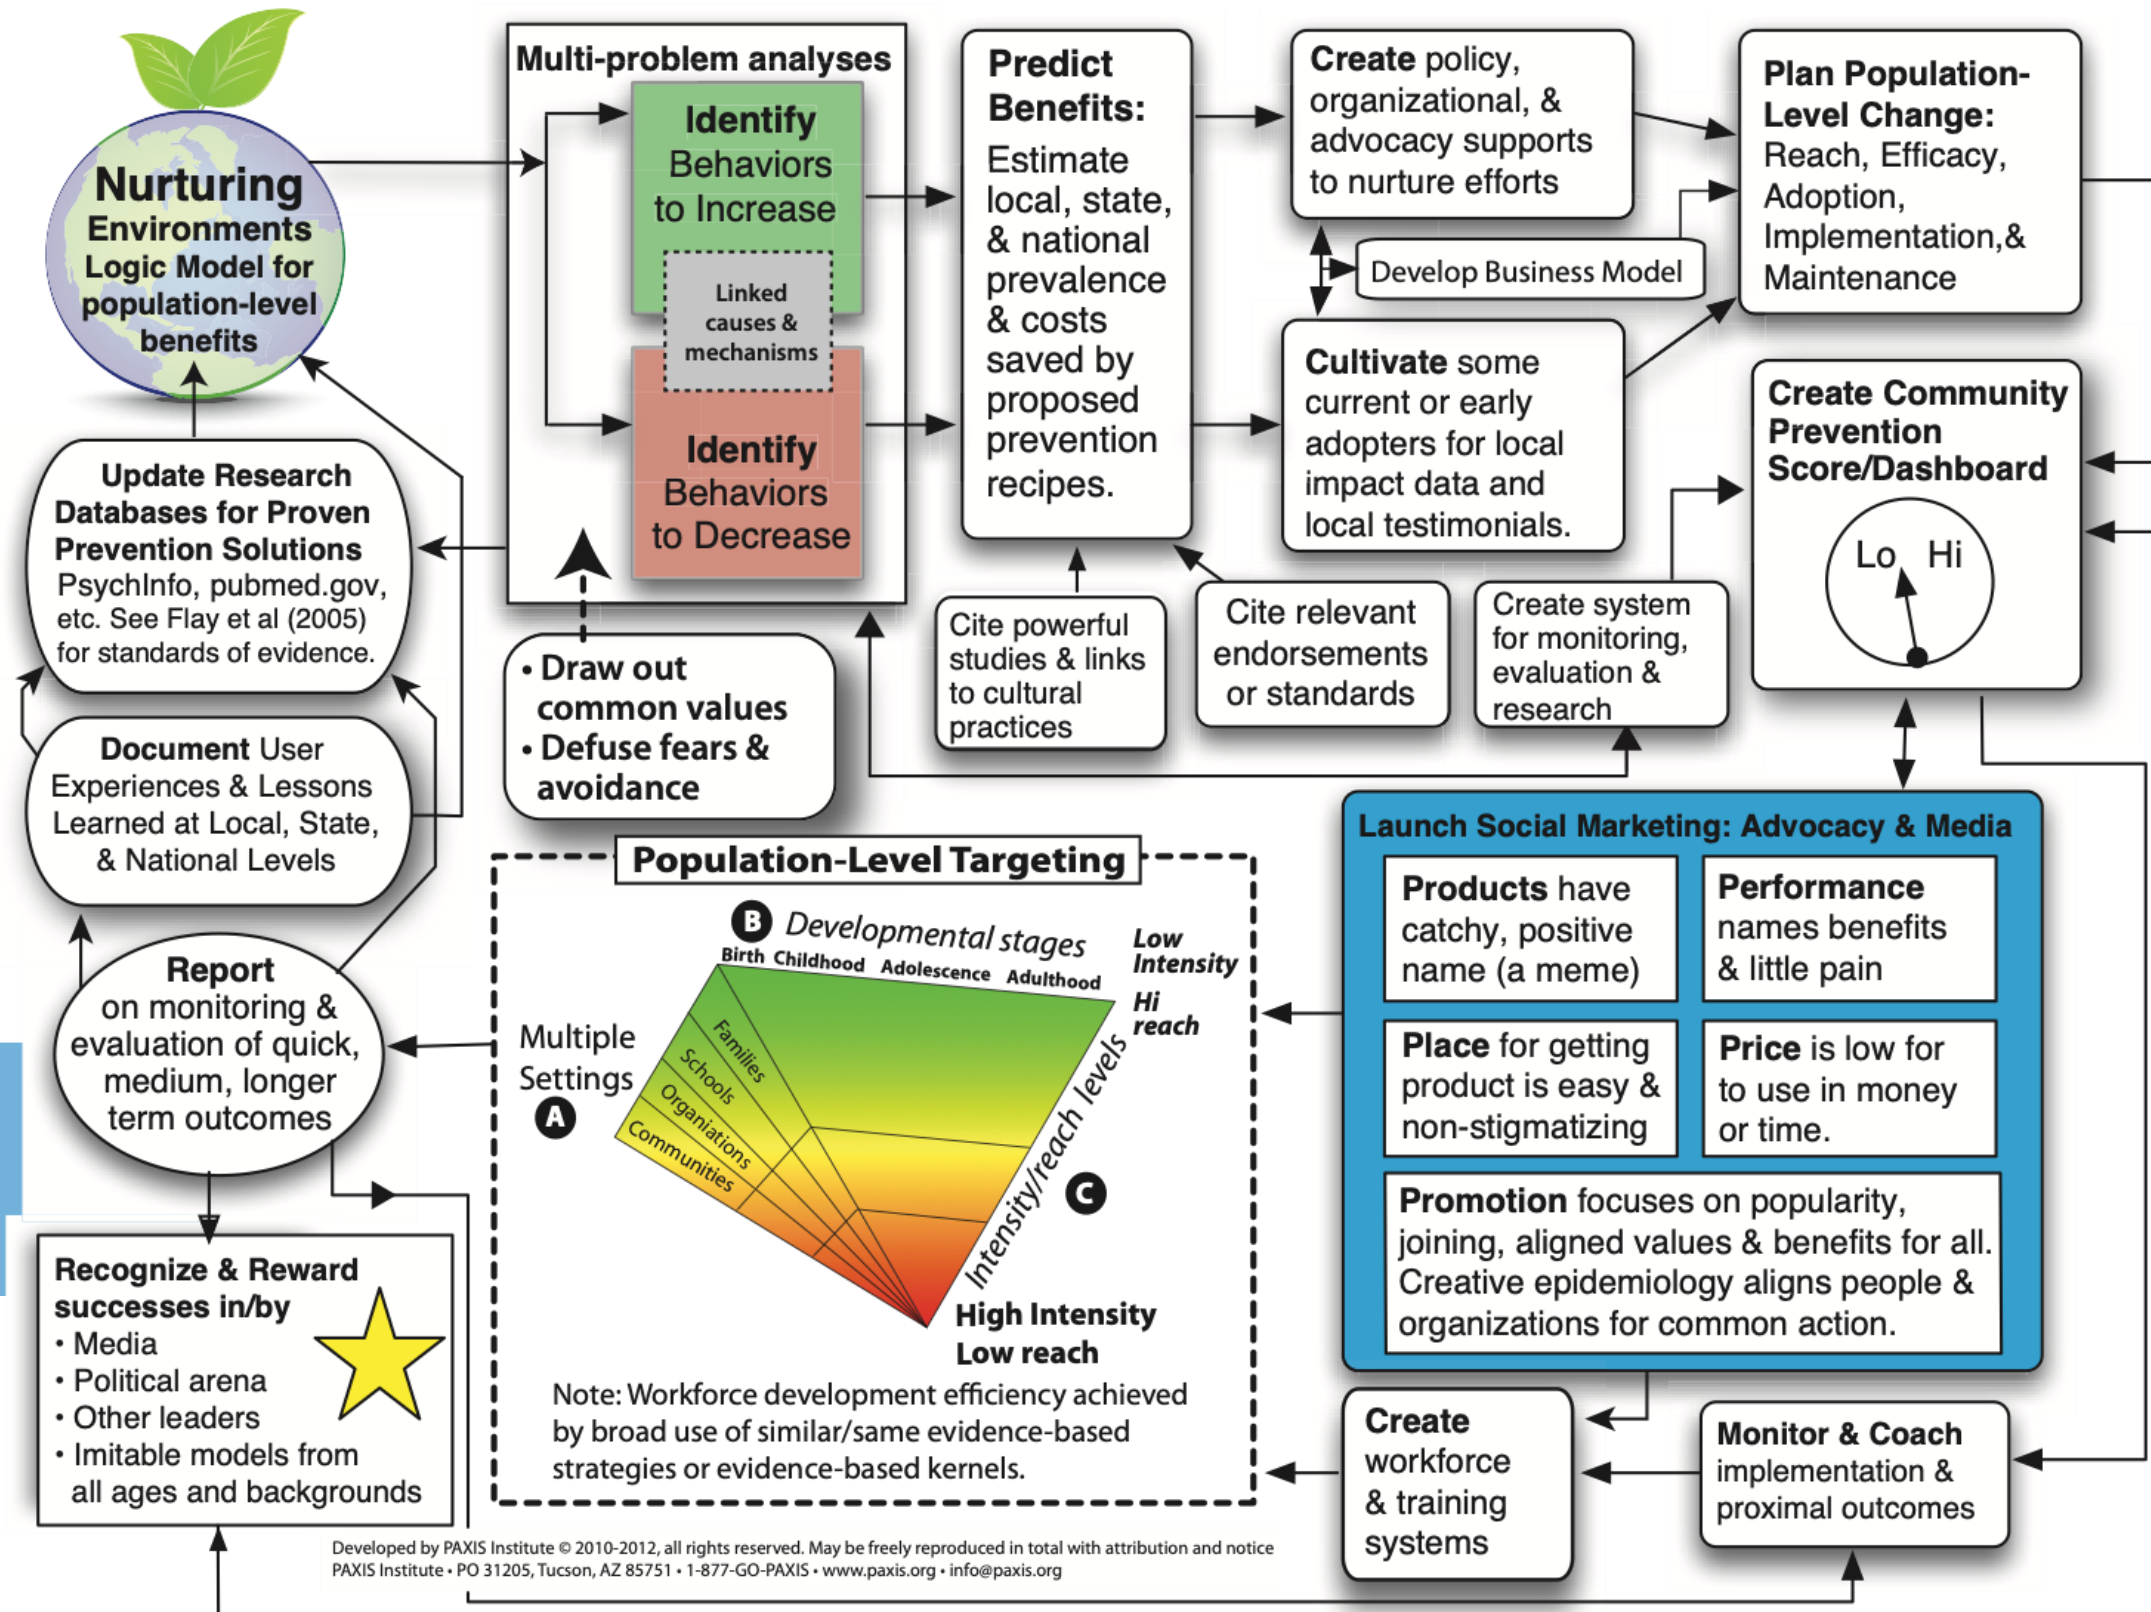 Nurturing
Environments
Logic Model for
population-level
benefits
Multi-problem analyses
Identify
Behaviors
to Increase
Linked
causes &
mechanisms
Identify
Behaviors
to Decrease
Predict
Benefits:
Estimate
local, state,
& national
prevalence
& costs
saved by
proposed
prevention
recipes.
Create policy,
organizational, &
advocacy supports
to nurture efforts
Develop Business Model
Cultivate some
current or early
adopters for local
impact data and
local testimonials.
Plan Population-
Level Change:
Reach, Efficacy,
Adoption,
Implementation,&
Maintenance
Create Community
Prevention
Score/Dashboard
Lo Hi
Update Research
Databases for Proven
Prevention Solutions
PsychInfo, pubmed.gov,
etc. See Flay et al (2005)
for standards of evidence.
• Draw out
common values
• Defuse fears &
avoidance
Cite powerful
studies & links
to cultural
practices
Cite relevant
endorsements
or standards
Create system
for monitoring,
evaluation &
research
Document User
Experiences & Lessons
Learned at Local, State,
& National Levels
Report
on monitoring &
evaluation of quick,
medium, longer
term outcomes
Recognize & Reward
successes in/by
• Media
• Political arena
• Other leaders
• Imitable models from
all ages and backgrounds
Population-Level Targeting
B Developmental stages
Birth Childhood Adolescence Adulthood
Low
Intensity
Hi
reach
Multiple
Settings
A
Families
Schools
Organiations
Communities
Intensity/reach levels
C
High Intensity
Low reach
Note: Workforce development efficiency achieved
by broad use of similar/same evidence-based
strategies or evidence-based kernels.
Launch Social Marketing: Advocacy & Media
Products have
catchy, positive
name (a meme)
Performance
names benefits
& little pain
Place for getting
product is easy &
non-stigmatizing
Price is low for
to use in money
or time.
Promotion focuses on popularity,
joining, aligned values & benefits for all.
Creative epidemiology aligns people &
organizations for common action.
Create
workforce
& training
systems
Monitor & Coach
implementation &
proximal outcomes
Developed by PAXIS Institute © 2010-2012, all rights reserved. May be freely reproduced in total with attribution and notice
PAXIS Institute • PO 31205, Tucson, AZ 85751 • 1-877-GO-PAXIS • www.paxis.org • info@paxis.org